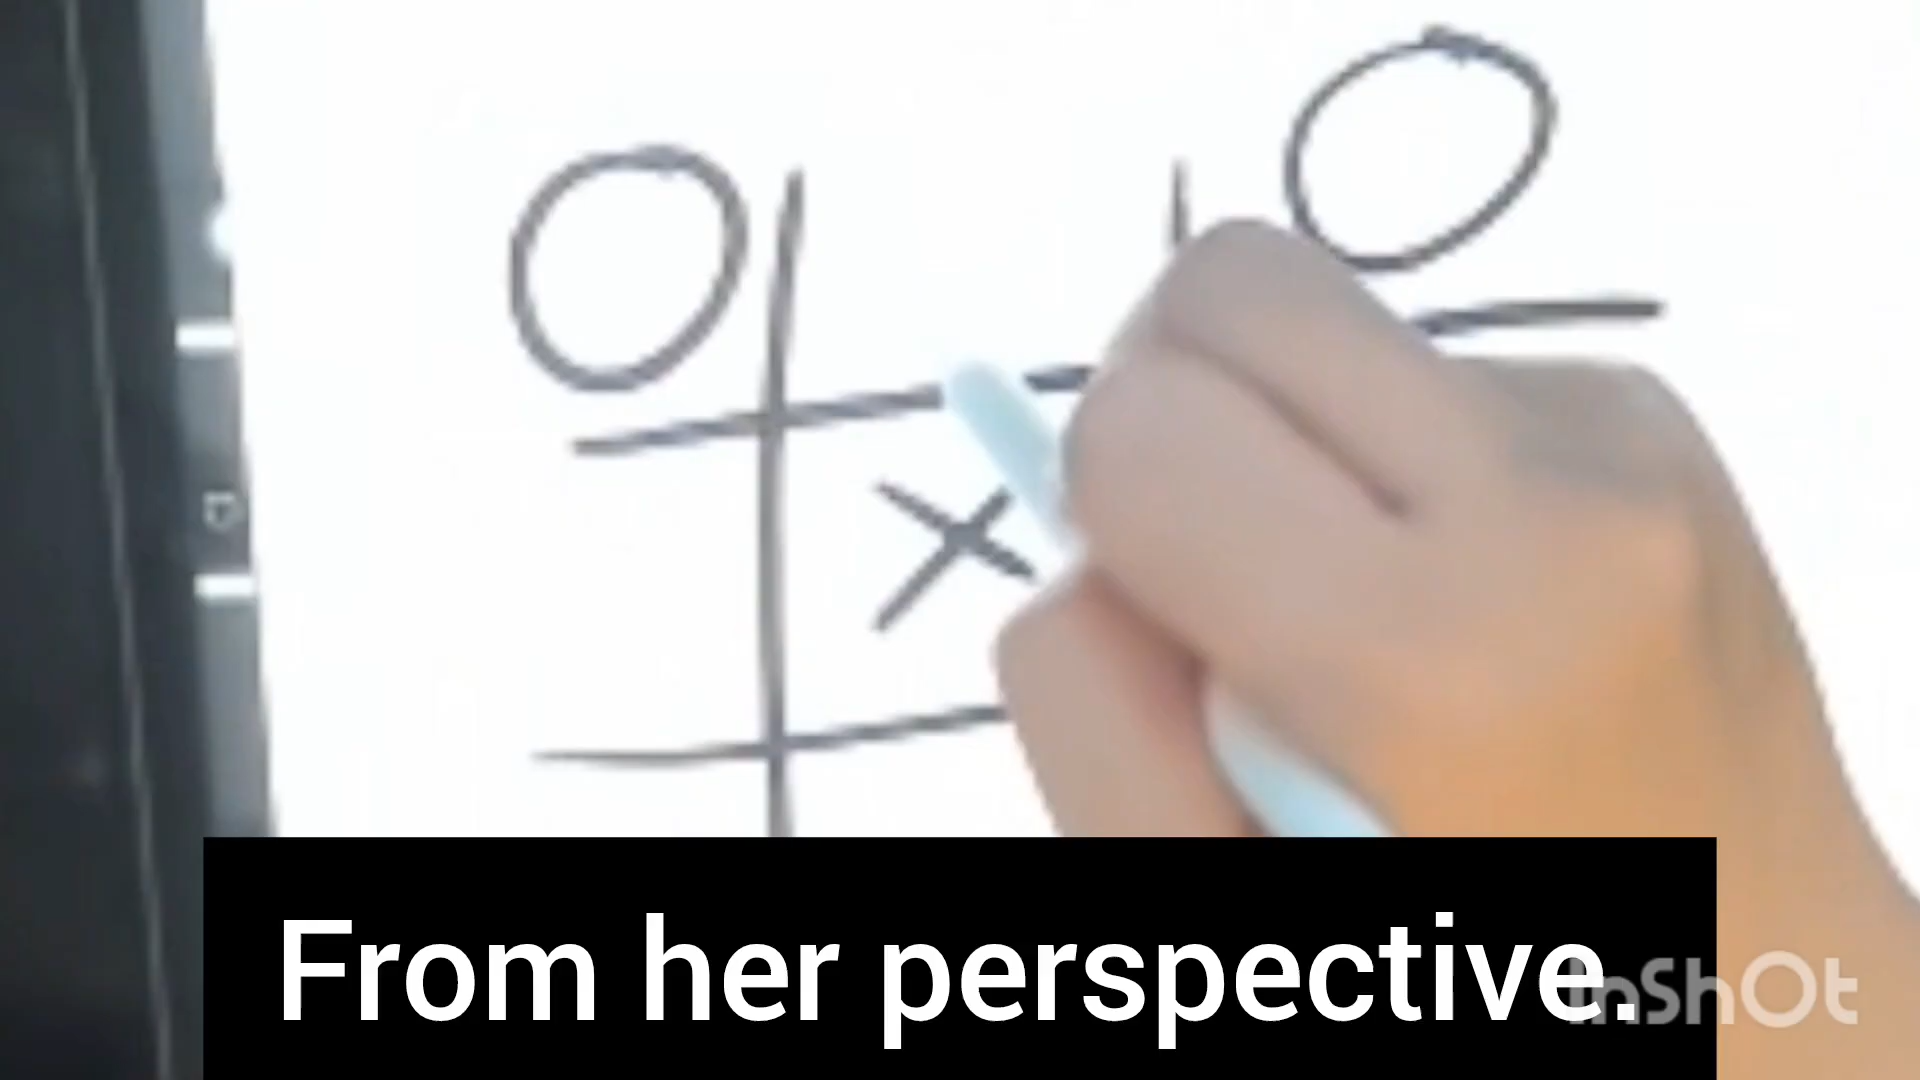 O O
X
From her perspective.
InShOt